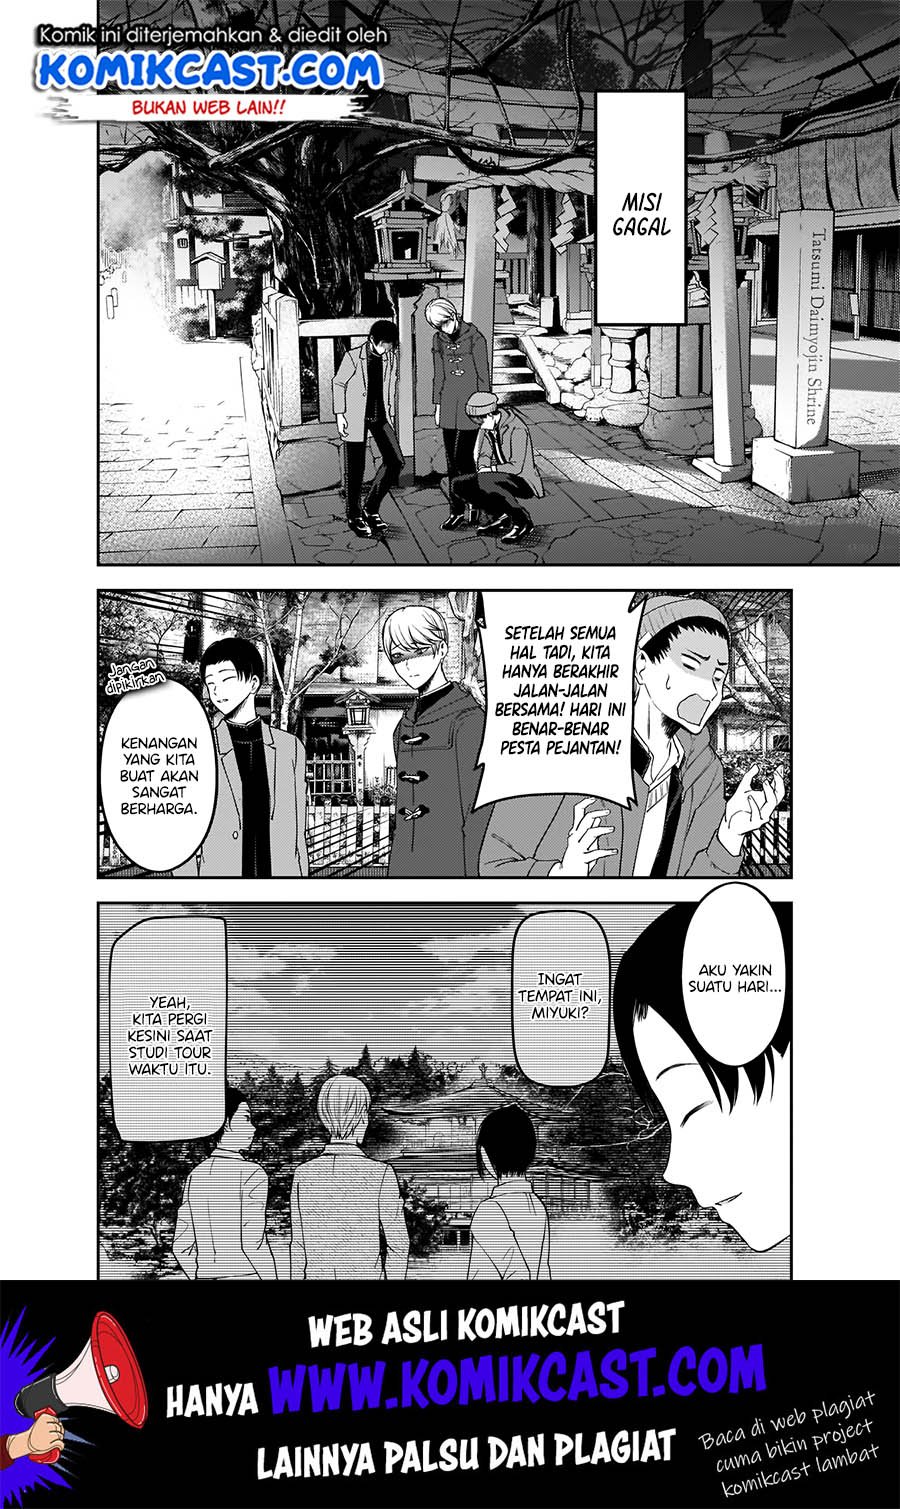 Komik ini diterjemahkan & diedit oleh
KOMIKCAST.COM
BUKAN WEB LAIN!!
MISI
GAGAL
Tatsumi Daimyojin Shrine
SETELAH SEMUA
HAL TADI, KITA
HANYA BERAKHIR
JALAN-JALAN
BERSAMA! HARI INI
BENAR-BENAR
PESTA PEJANTAN!
Jangan
dipikirkan
KENANGAN
YANG KITA
BUAT AKAN
SANGAT
BERHARGA.
AKU YAKIN
SUATU HARI...
INGAT
TEMPAT INI,
MIYUKI?
YEAH,
KITA PERGI
KESINI SAAT
STUDI TOUR
WAKTU ITU.
WEB ASLI KOMIKCAST
HANYA WWW.KOMIKCAST.COM
LAINNYA PALSU DAN PLAGIAT
Baca di web plagiat
cuma bikin project
komikcast lambat